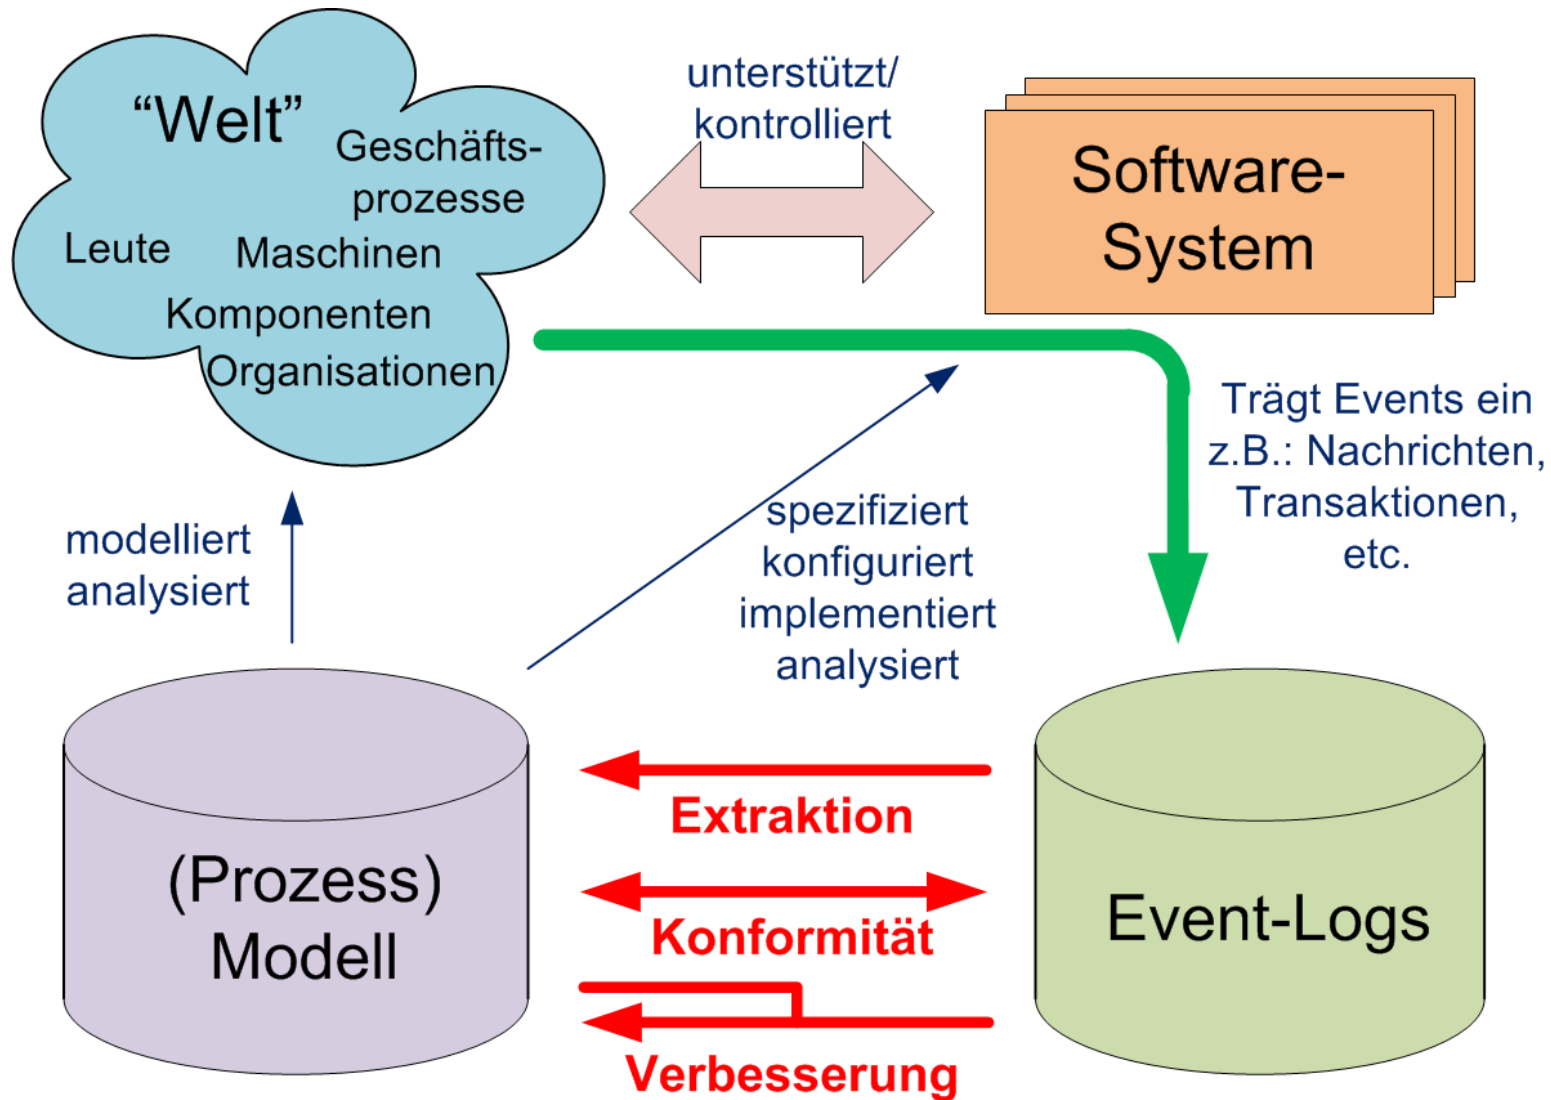 “Welt”
Geschäfts-
prozesse
Leute
Maschinen
Komponenten
Organisationen
unterstützt/
kontrolliert
Software-
System
Trägt Events ein
z.B.: Nachrichten,
Transaktionen,
etc.
modelliert
analysiert
spezifiziert
konfiguriert
implementiert
analysiert
(Prozess)
Modell
Extraktion
Konformität
Verbesserung
Event-Logs